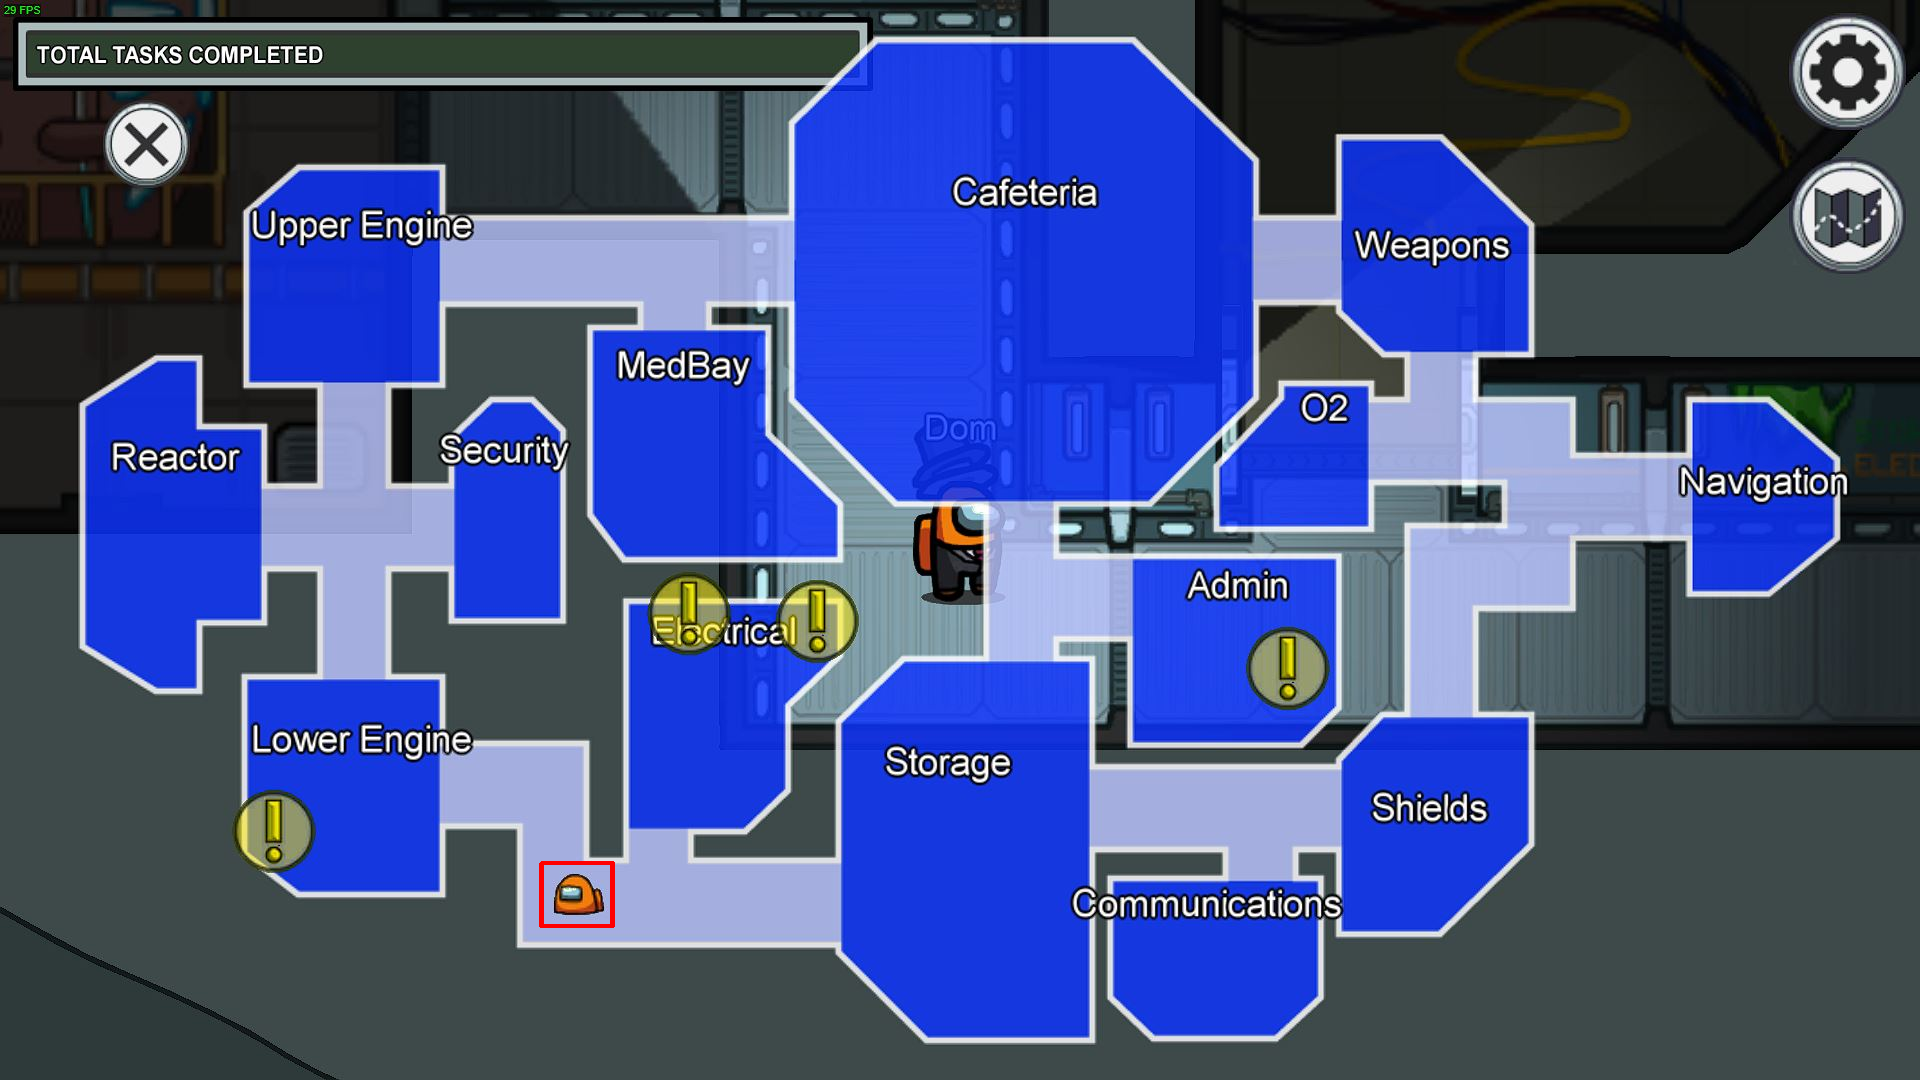 29 FPS
TOTAL TASKS COMPLETED
Cafeteria
Upper Engine
Weapons
MedBay
O2
Dom
Security
Reactor
Navigation
Admin
Electrical
Lower Engine
Storage
Shields
Communications